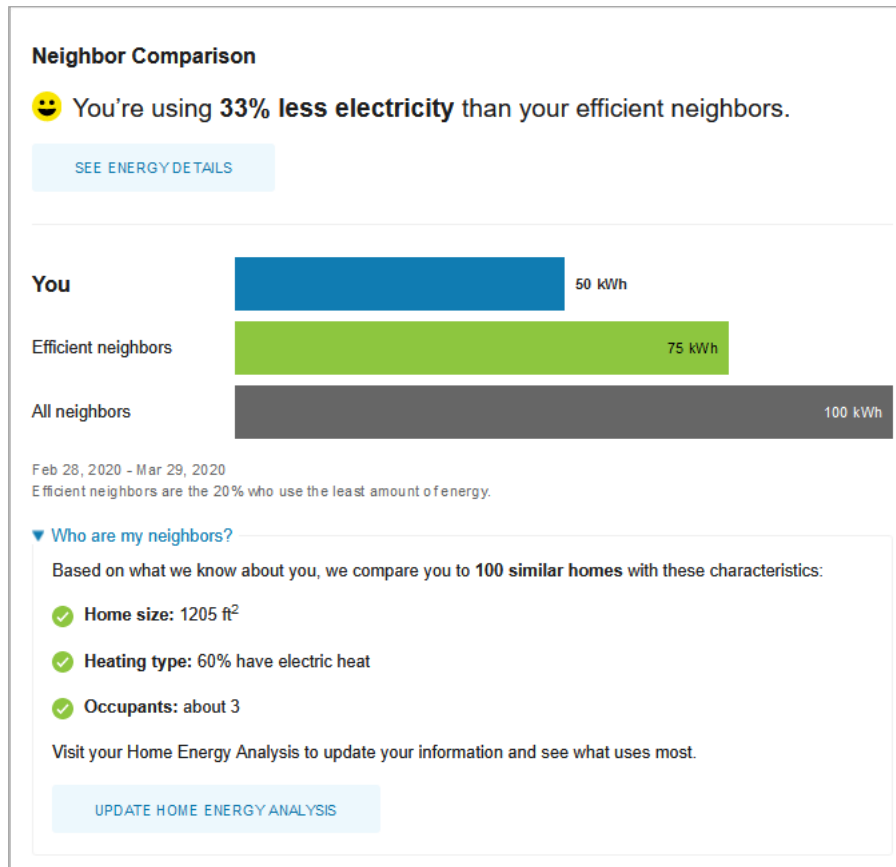 Neighbor Comparison
You’re using 33% less electricity than your efficient neighbors.
SEE ENERGY DETAILS
You
50 kWh
Efficient neighbors
75 kWh
All neighbors
100 kWh
Feb 28, 2020 - Mar 29, 2020
Efficient neighbors are the 20% who use the least amount of energy.
Who are my neighbors?
Based on what we know about you, we compare you to 100 similar homes with these characteristics:
Home size: 1205 ft²
Heating type: 60% have electric heat
Occupants: about 3
Visit your Home Energy Analysis to update your information and see what uses most.
UPDATE HOME ENERGY ANALYSIS